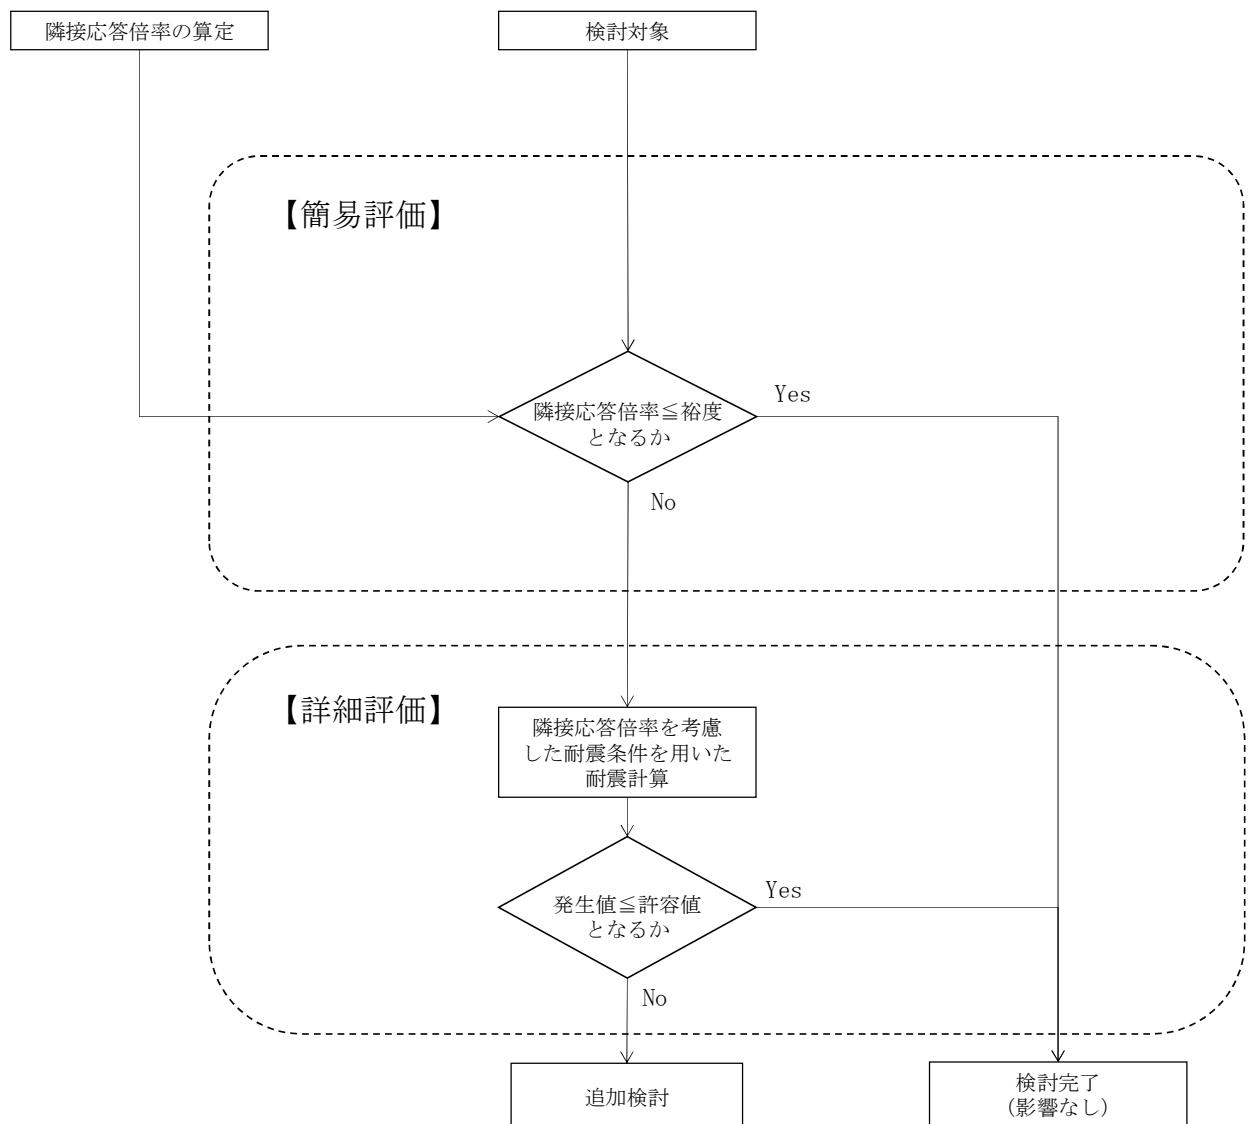 隣接応答倍率の算定
検討対象
【簡易評価】
隣接応答倍率≦裕度
となるか
Yes
No
【詳細評価】
隣接応答倍率を考慮
した耐震条件を用いた
耐震計算
発生値≦許容値
となるか
Yes
No
追加検討
検討完了
(影響なし)